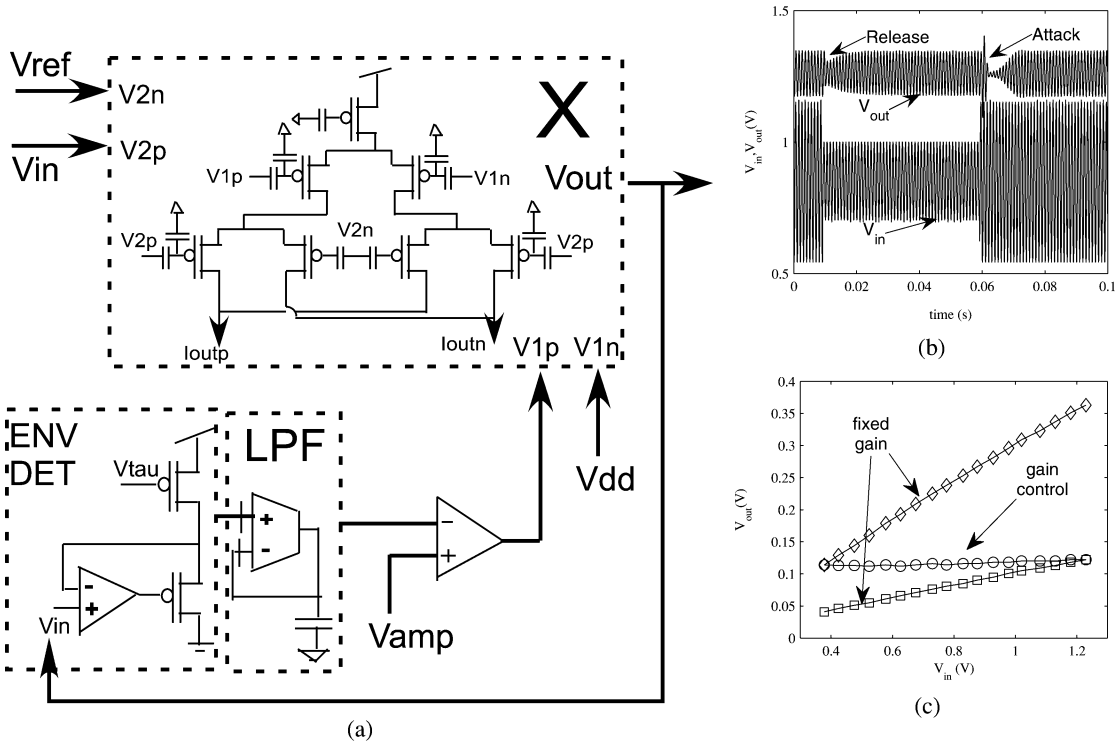 Vref
V2n
Vin
V2p
X
V1p
V1n
Vout
V2p
V2n
V2p
Ioutp
Ioutn
V1p V1n
ENV
DET
LPF
Vtau
+
-
-
+
Vin
-
+
Vamp
Vdd
(a)
1.5
1
0.5
Vin,Vout(V)
Release
Attack
Vout
Vin
0 0.02 0.04 0.06 0.08 0.1
time (s)
(b)
0.4
0.35
0.3
0.25
0.2
0.15
0.1
0.05
0
Vout(V)
fixed
gain
gain
control
0.4 0.6 0.8 1 1.2
Vin (V)
(c)